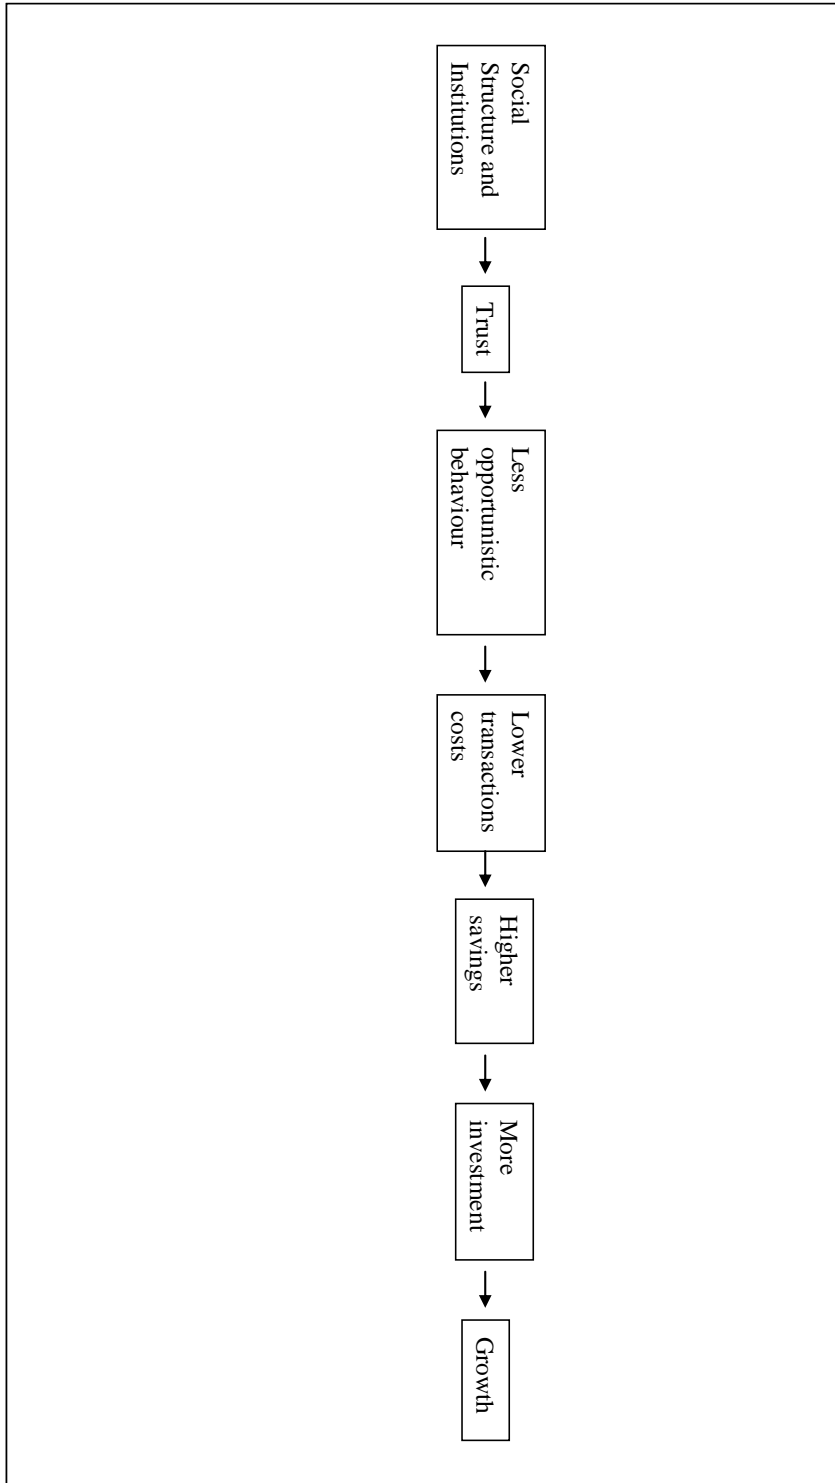 Social
Structure and
Institutions
Trust
Less
opportunistic
behaviour
Lower
transactions
costs
Higher
savings
More
investment
Growth